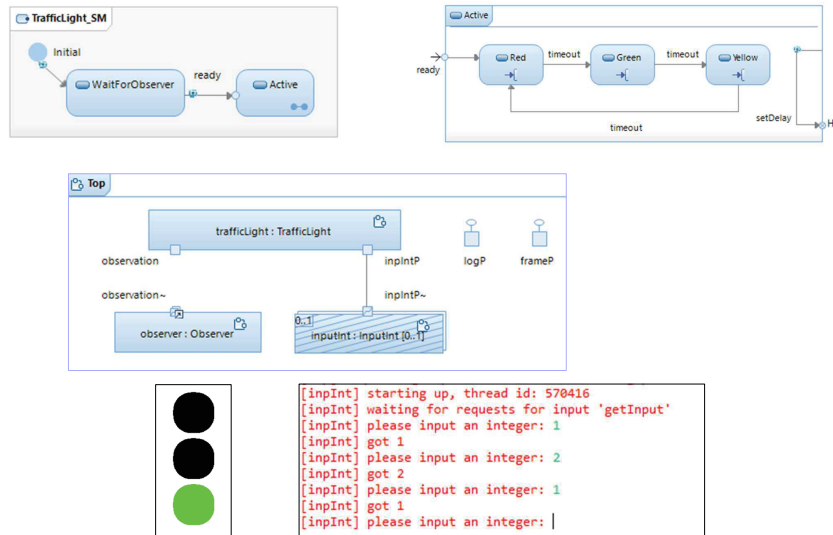 TrafficLight_SM
Initial
WaitForObserver
ready
Active
Active
ready
Red
timeout
Green
timeout
Yellow
timeout
setDelay
H
Top
trafficLight : TrafficLight
observation
inpIntP
logP
frameP
observation~
inpIntP~
observer : Observer
0..1
inputInt : InputInt [0..1]
[inpInt] starting up, thread id: 570416
[inpInt] waiting for requests for input 'getInput'
[inpInt] please input an integer: 1
[inpInt] got 1
[inpInt] please input an integer: 2
[inpInt] got 2
[inpInt] please input an integer: 1
[inpInt] got 1
[inpInt] please input an integer: